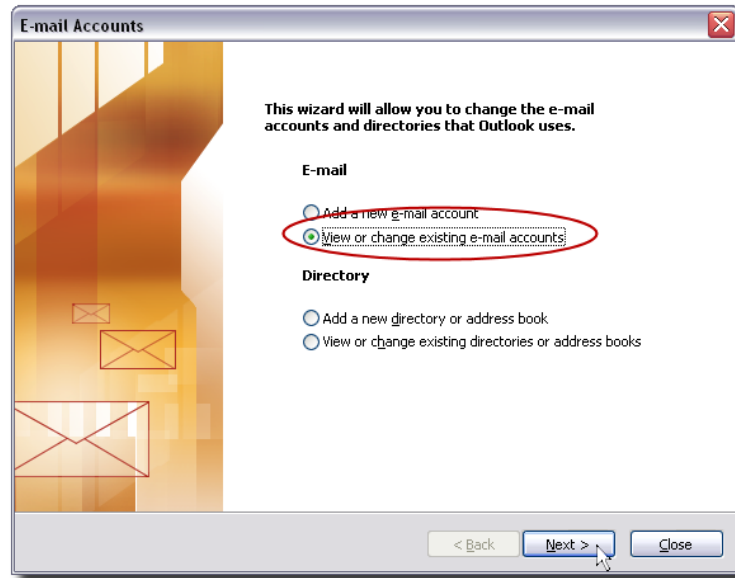 E-mail Accounts
This wizard will allow you to change the e-mail
accounts and directories that Outlook uses.
E-mail
Add a new e-mail account
View or change existing e-mail accounts
Directory
Add a new directory or address book
View or change existing directories or address books
< Back Next > Close